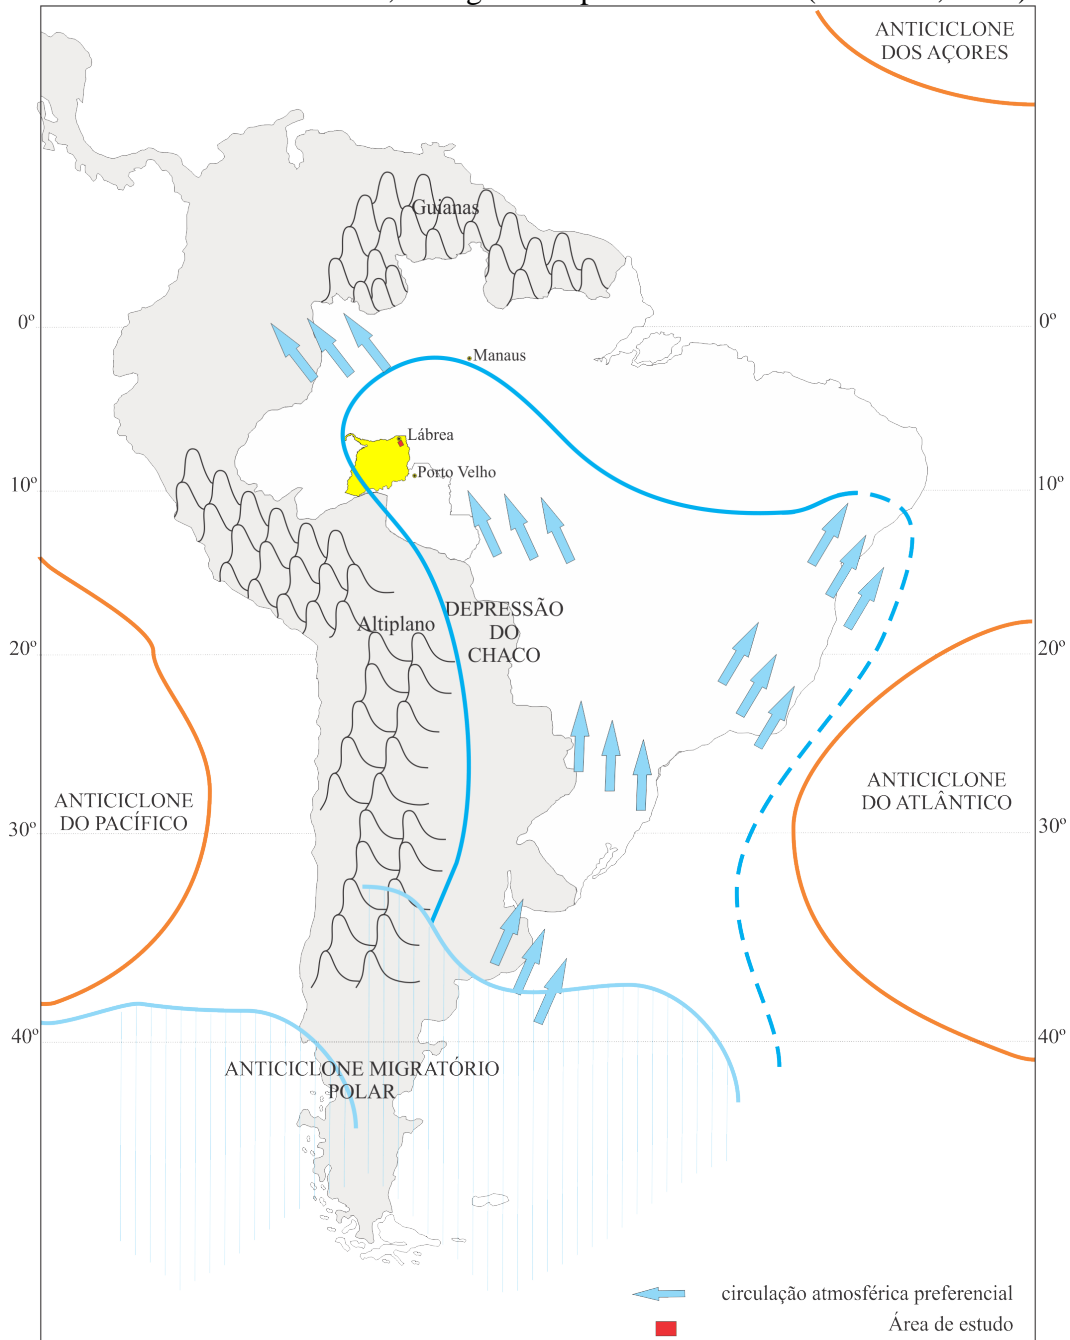 ANTICICLONE
DOS AÇORES
Guianas
0º
0º
Manaus
Lábrea
Porto Velho
10º
10º
DEPRESSÃO
DO
CHACO
Altiplano
20º
20º
ANTICICLONE
DO PACÍFICO
ANTICICLONE
DO ATLÂNTICO
30º
30º
40º
40º
ANTICICLONE MIGRATÓRIO
POLAR
circulação atmosférica preferencial
Área de estudo